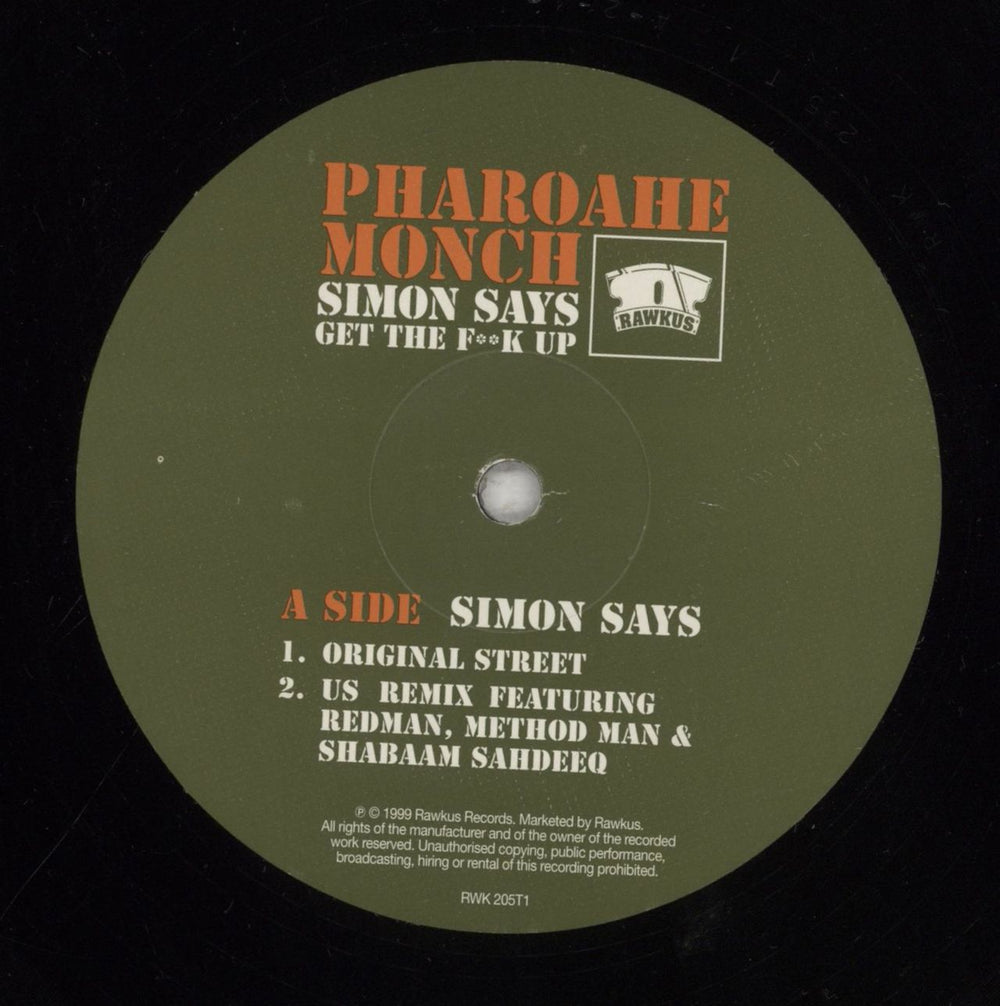 PHAROAHE
MONCH
SIMON SAYS
GET THE F**K UP
RAWKUS
A SIDE SIMON SAYS
1. ORIGINAL STREET
2. US REMIX FEATURING
REDMAN, METHOD MAN &
SHABAAM SAHDEEQ
℗ © 1999 Rawkus Records. Marketed by Rawkus.
All rights of the manufacturer and of the owner of the recorded
work reserved. Unauthorised copying, public performance,
broadcasting, hiring or rental of this recording prohibited.
RWK 205T1